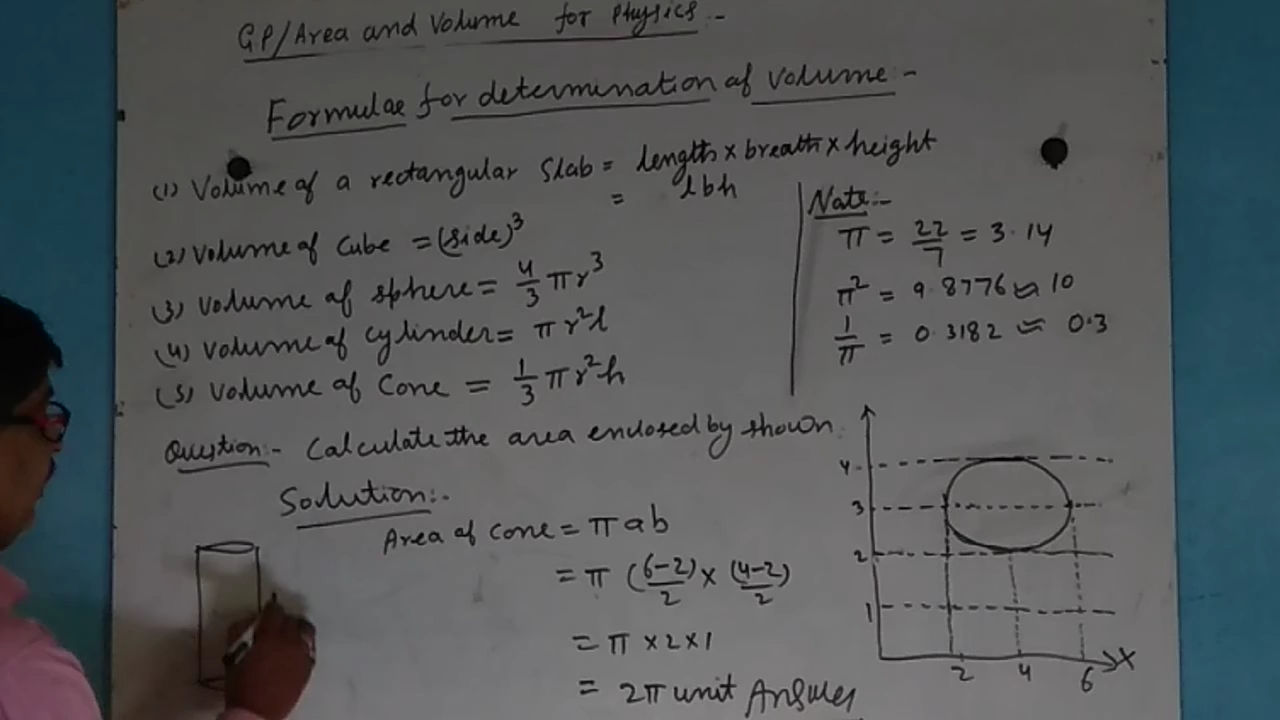 GP/Area and Volume for Physics :-
Formulae for determination of volume -
(1) Volume of a rectangular Slab = length × breath × height
= lbh
(2) Volume of Cube = (Side)³
(3) Volume of sphere = 4/3 πr³
(4) Volume of cylinder = πr²l
(5) Volume of Cone = 1/3 πr²h
Note:-
π = 22/7 = 3.14
π² = 9.8776 ≈ 10
1/π = 0.3182 ≈ 0.3
Question:- Calculate the area enclosed by shown.
Solution:-
Area of cone = πab
= π (6-2)/2 × (4-2)/2
= π × 2 × 1
= 2π unit Answer
4
3
2
1
2 4 6 X